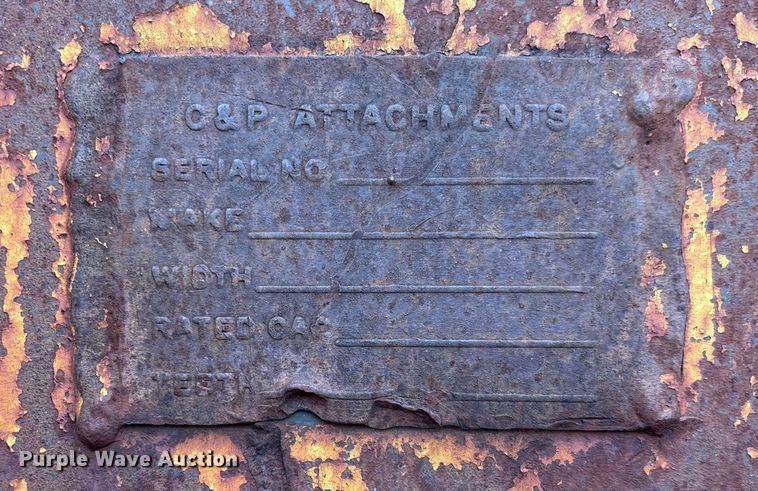 C&P ATTACHMENTS
SERIAL NO
MAKE
WIDTH
RATED CAP
TEETH
Purple Wave Auction